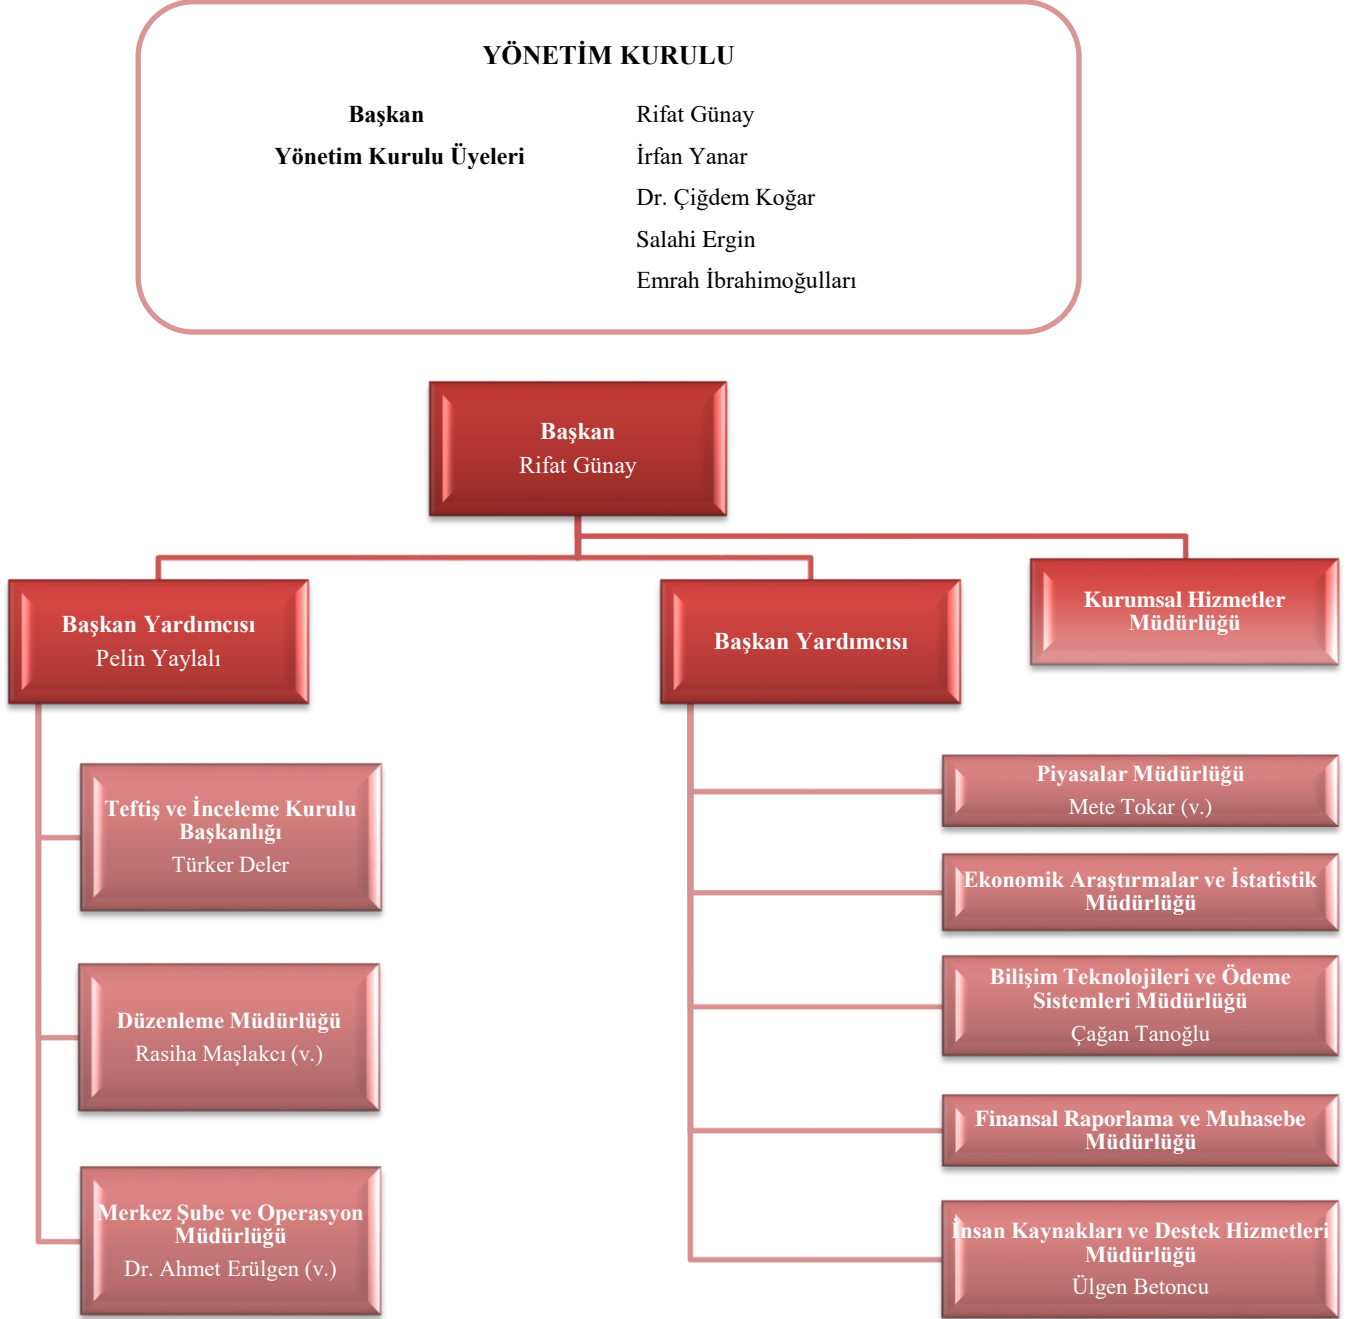 YÖNETİM KURULU
Başkan Rifat Günay
Yönetim Kurulu Üyeleri İrfan Yanar
Dr. Çiğdem Koğar
Salahi Ergin
Emrah İbrahimoğulları
Başkan
Rifat Günay
Başkan Yardımcısı
Pelin Yaylalı
Başkan Yardımcısı
Kurumsal Hizmetler
Müdürlüğü
Teftiş ve İnceleme Kurulu
Başkanlığı
Türker Deler
Düzenleme Müdürlüğü
Rasiha Maşlakcı (v.)
Merkez Şube ve Operasyon
Müdürlüğü
Dr. Ahmet Erülgen (v.)
Piyasalar Müdürlüğü
Mete Tokar (v.)
Ekonomik Araştırmalar ve İstatistik
Müdürlüğü
Bilişim Teknolojileri ve Ödeme
Sistemleri Müdürlüğü
Çağan Tanoğlu
Finansal Raporlama ve Muhasebe
Müdürlüğü
İnsan Kaynakları ve Destek Hizmetleri
Müdürlüğü
Ülgen Betoncu